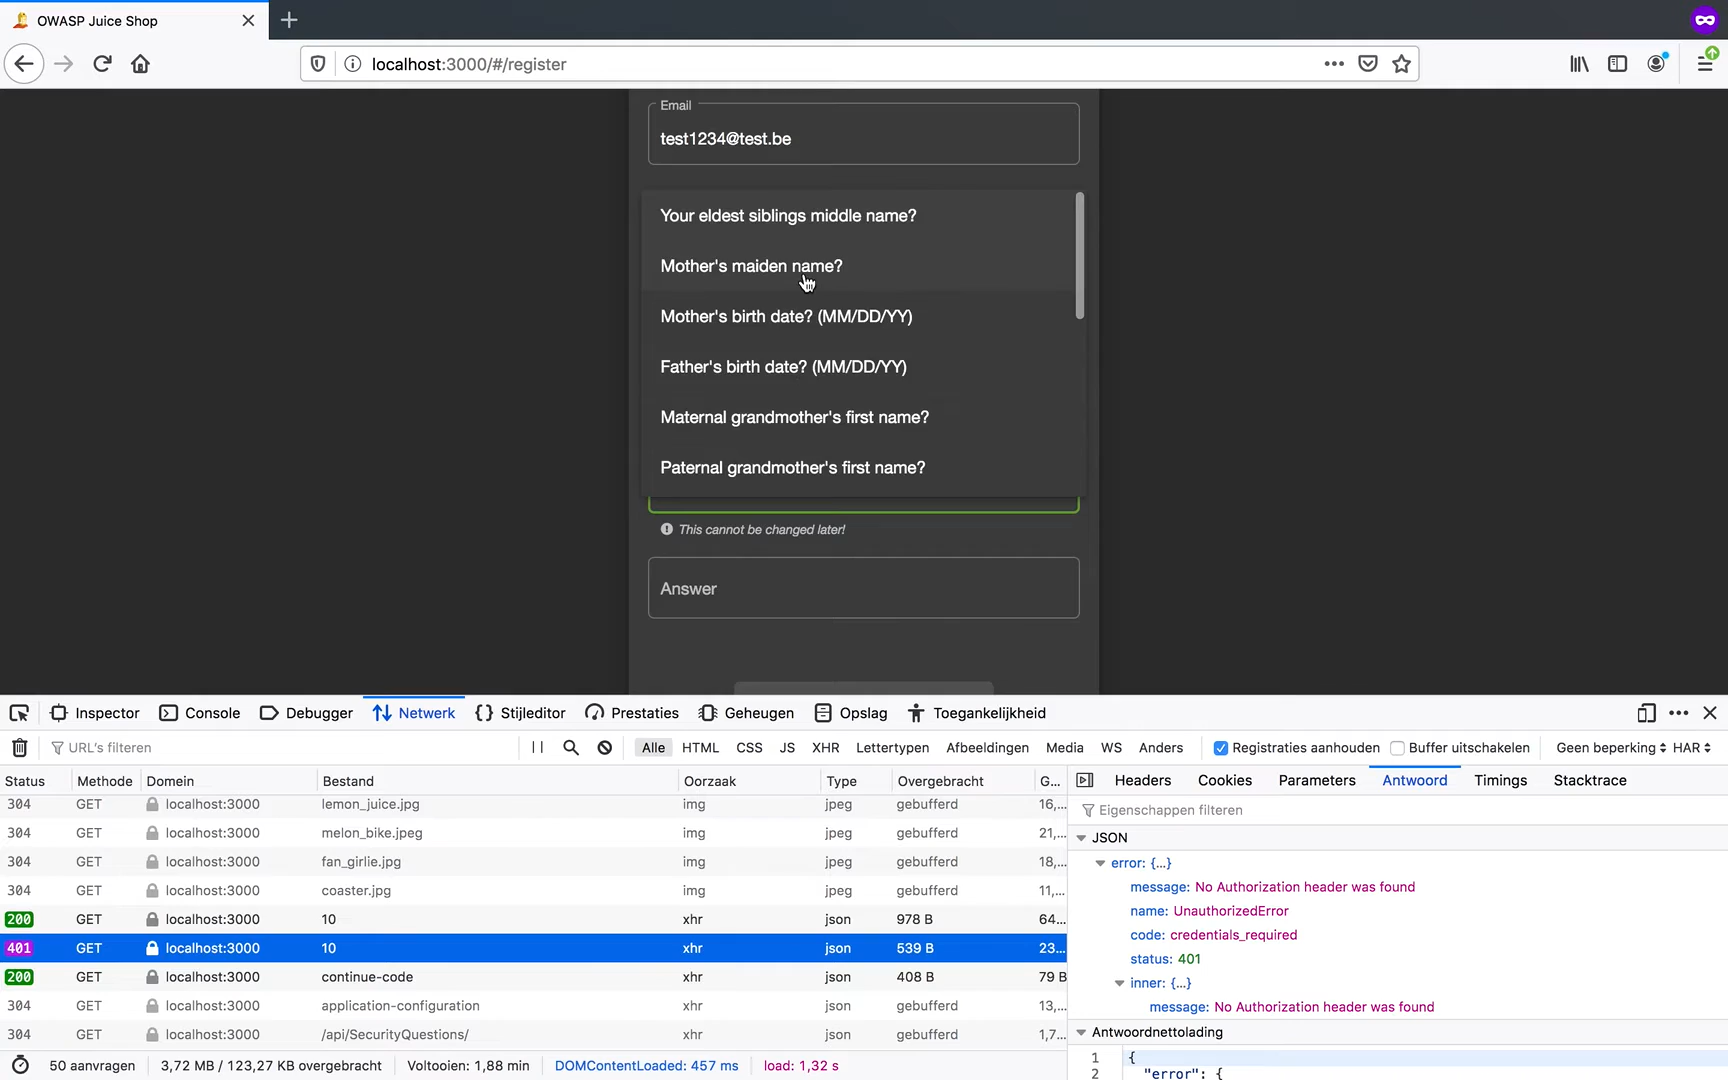 OWASP Juice Shop
localhost:3000/#/register
Email
test1234@test.be
Your eldest siblings middle name?
Mother's maiden name?
Mother's birth date? (MM/DD/YY)
Father's birth date? (MM/DD/YY)
Maternal grandmother's first name?
Paternal grandmother's first name?
This cannot be changed later!
Answer
Inspector Console Debugger Netwerk Stijleditor Prestaties Geheugen Opslag Toegankelijkheid
URL's filteren Alle HTML CSS JS XHR Lettertypen Afbeeldingen Media WS Anders Registraties aanhouden Buffer uitschakelen Geen beperking HAR
Status Methode Domein Bestand Oorzaak Type Overgebracht G...
304 GET localhost:3000 lemon_juice.jpg img jpeg gebufferd 16,...
304 GET localhost:3000 melon_bike.jpeg img jpeg gebufferd 21,...
304 GET localhost:3000 fan_girlie.jpg img jpeg gebufferd 18,...
304 GET localhost:3000 coaster.jpg img jpeg gebufferd 11,...
200 GET localhost:3000 10 xhr json 978 B 64...
401 GET localhost:3000 10 xhr json 539 B 23...
200 GET localhost:3000 continue-code xhr json 408 B 79 B
304 GET localhost:3000 application-configuration xhr json gebufferd 13,...
304 GET localhost:3000 /api/SecurityQuestions/ xhr json gebufferd 1,7...
50 aanvragen 3,72 MB / 123,27 KB overgebracht Voltooien: 1,88 min DOMContentLoaded: 457 ms load: 1,32 s
Headers Cookies Parameters Antwoord Timings Stacktrace
Eigenschappen filteren
JSON
error: {...}
message: No Authorization header was found
name: UnauthorizedError
code: credentials_required
status: 401
inner: {...}
message: No Authorization header was found
Antwoordnettolading
1 {
2 "error": {